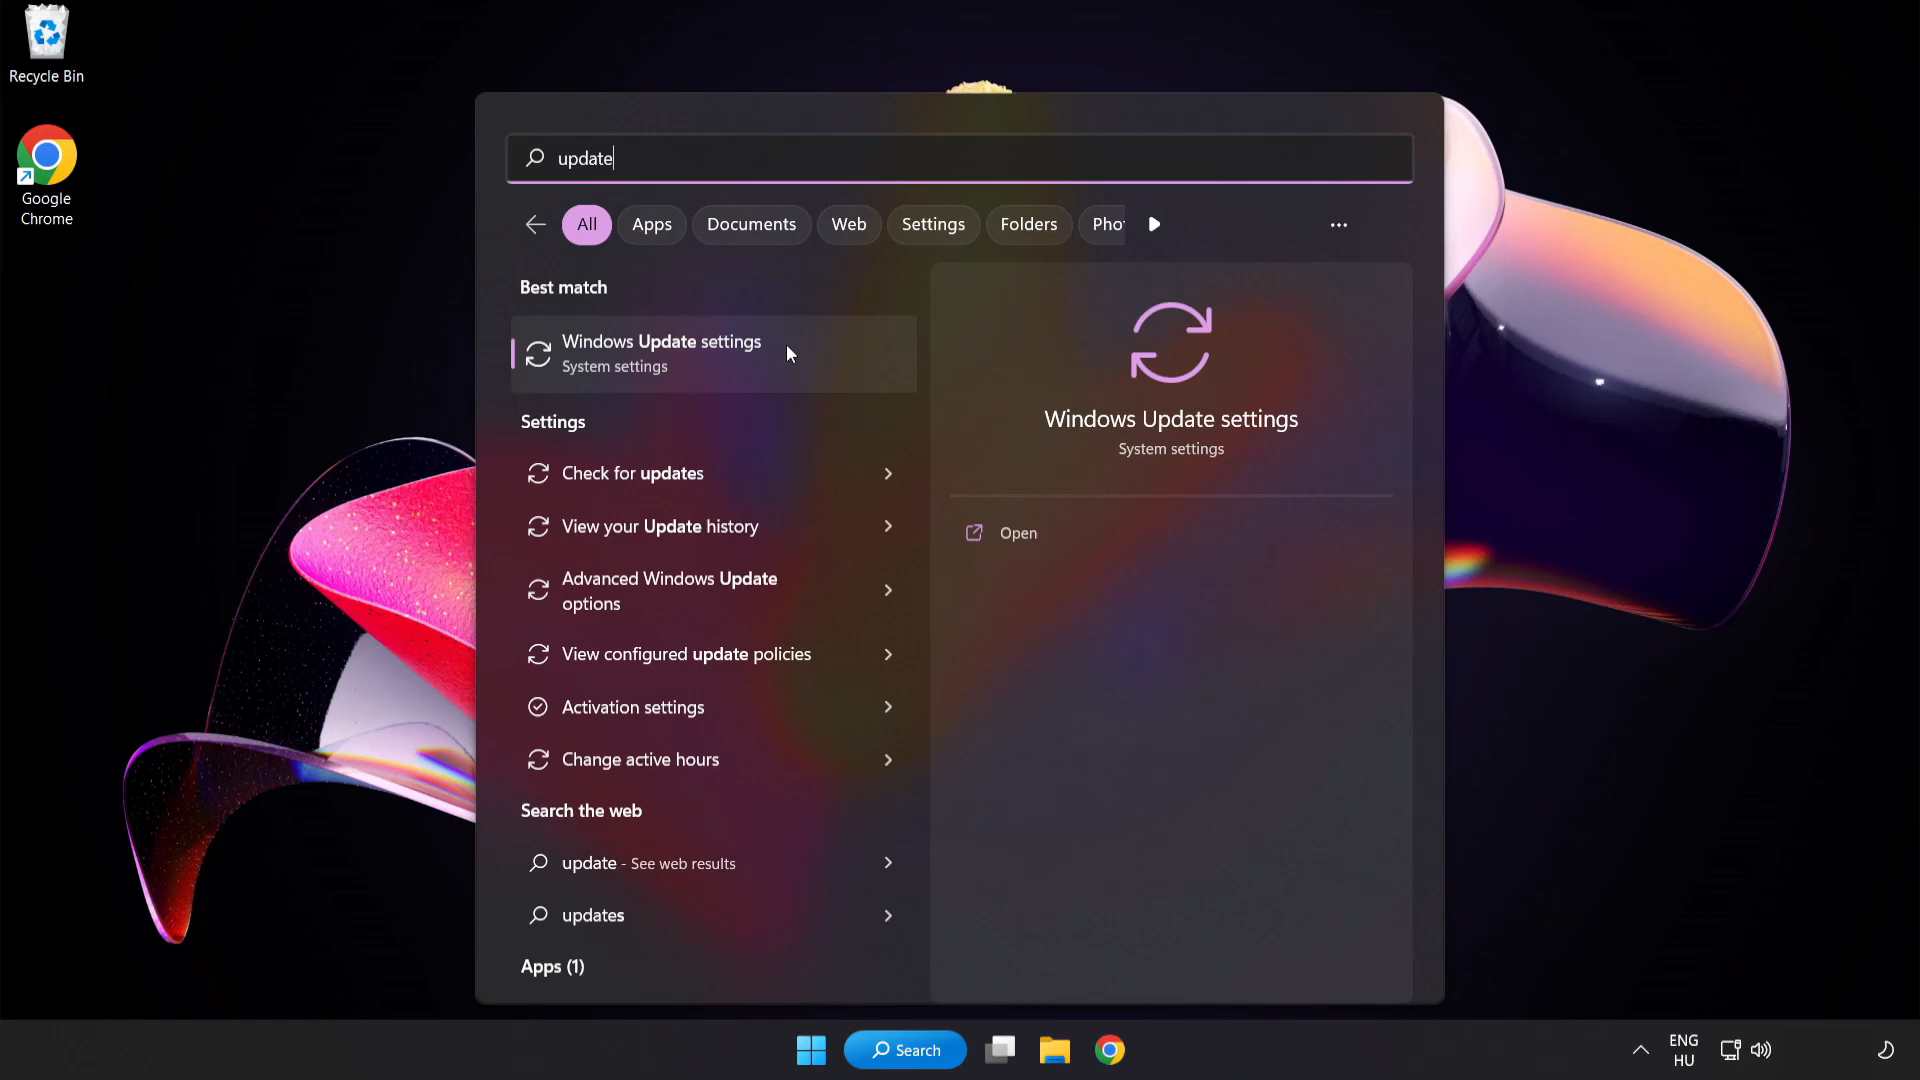 Recycle Bin
Google
Chrome
update
All
Apps
Documents
Web
Settings
Folders
Pho
Best match
Windows Update settings
System settings
Settings
Check for updates
View your Update history
Advanced Windows Update
options
View configured update policies
Activation settings
Change active hours
Search the web
update - See web results
updates
Apps (1)
Windows Update settings
System settings
Open
Search
ENG
HU